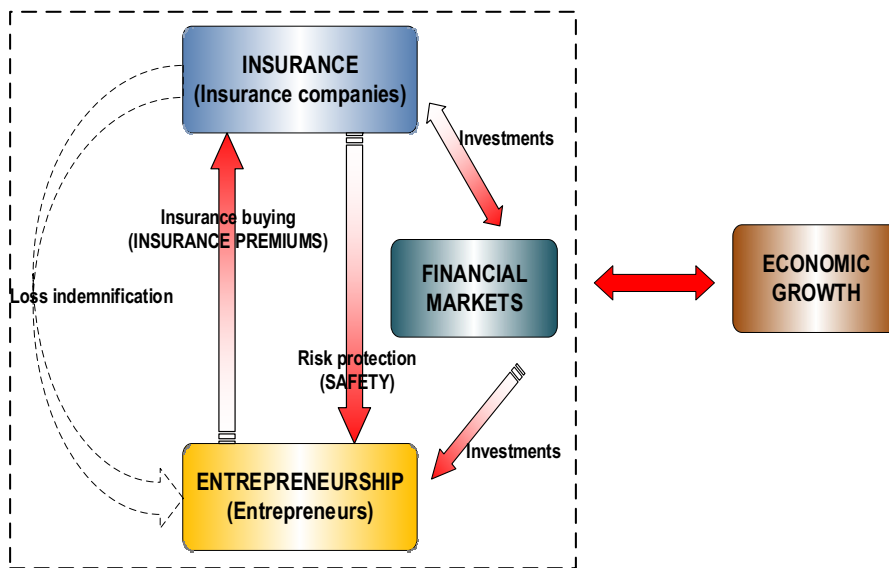 INSURANCE
(Insurance companies)
Investments
Insurance buying
(INSURANCE PREMIUMS)
FINANCIAL
MARKETS
ECONOMIC
GROWTH
Loss indemnification
Risk protection
(SAFETY)
Investments
ENTREPRENEURSHIP
(Entrepreneurs)